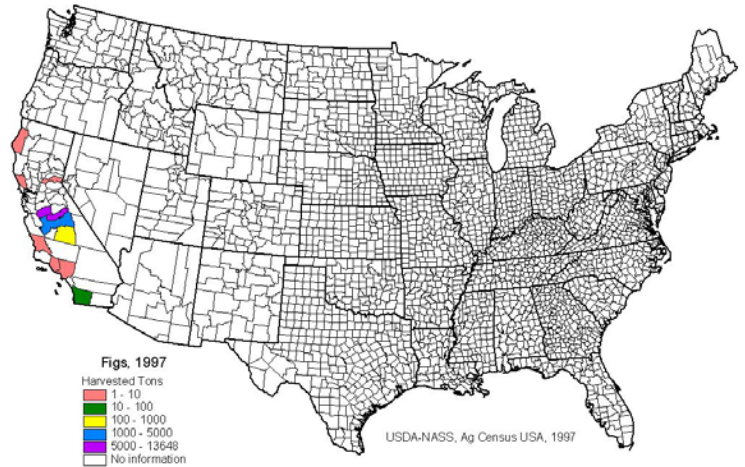 Figs, 1997
Harvested Tons
1 - 10
10 - 100
100 - 1000
1000 - 5000
5000 - 13648
No information
USDA-NASS, Ag Census USA, 1997